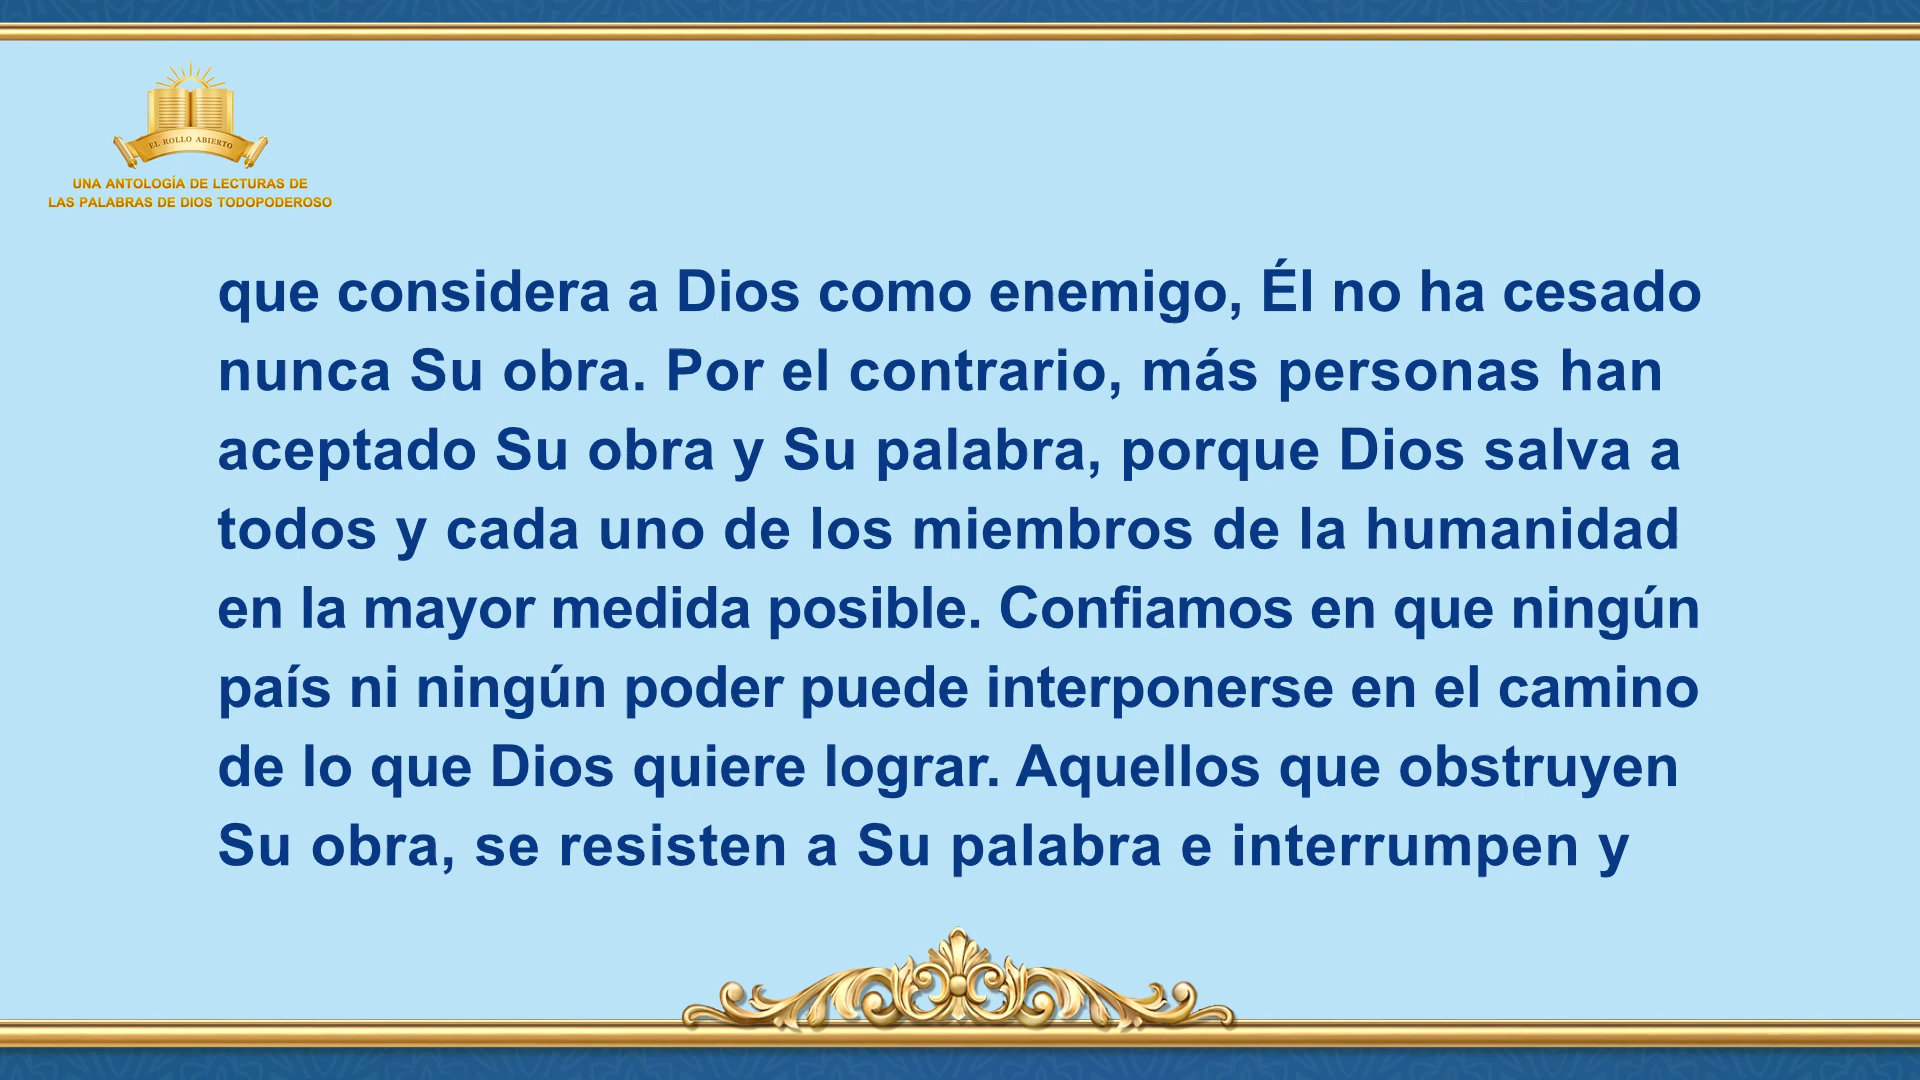 EL ROLLO ABIERTO
UNA ANTOLOGÍA DE LECTURAS DE
LAS PALABRAS DE DIOS TODOPODEROSO
que considera a Dios como enemigo, Él no ha cesado
nunca Su obra. Por el contrario, más personas han
aceptado Su obra y Su palabra, porque Dios salva a
todos y cada uno de los miembros de la humanidad
en la mayor medida posible. Confiamos en que ningún
país ni ningún poder puede interponerse en el camino
de lo que Dios quiere lograr. Aquellos que obstruyen
Su obra, se resisten a Su palabra e interrumpen y